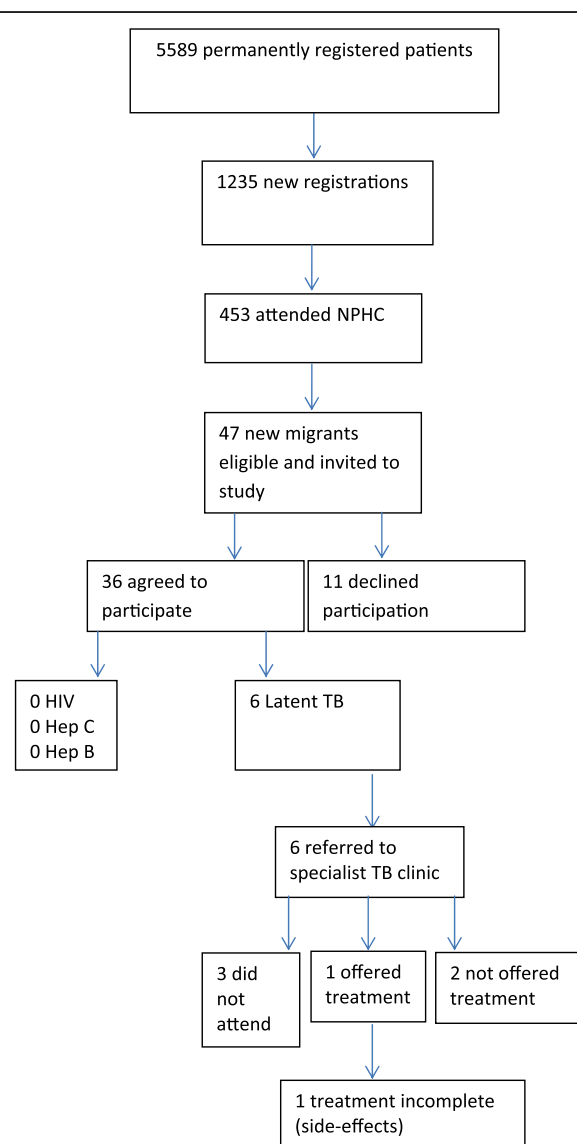 5589 permanently registered patients
1235 new registrations
453 attended NPHC
47 new migrants
eligible and invited to
study
36 agreed to
participate
11 declined
participation
0 HIV
0 Hep C
0 Hep B
6 Latent TB
6 referred to
specialist TB clinic
3 did
not
attend
1 offered
treatment
2 not offered
treatment
1 treatment incomplete
(side-effects)